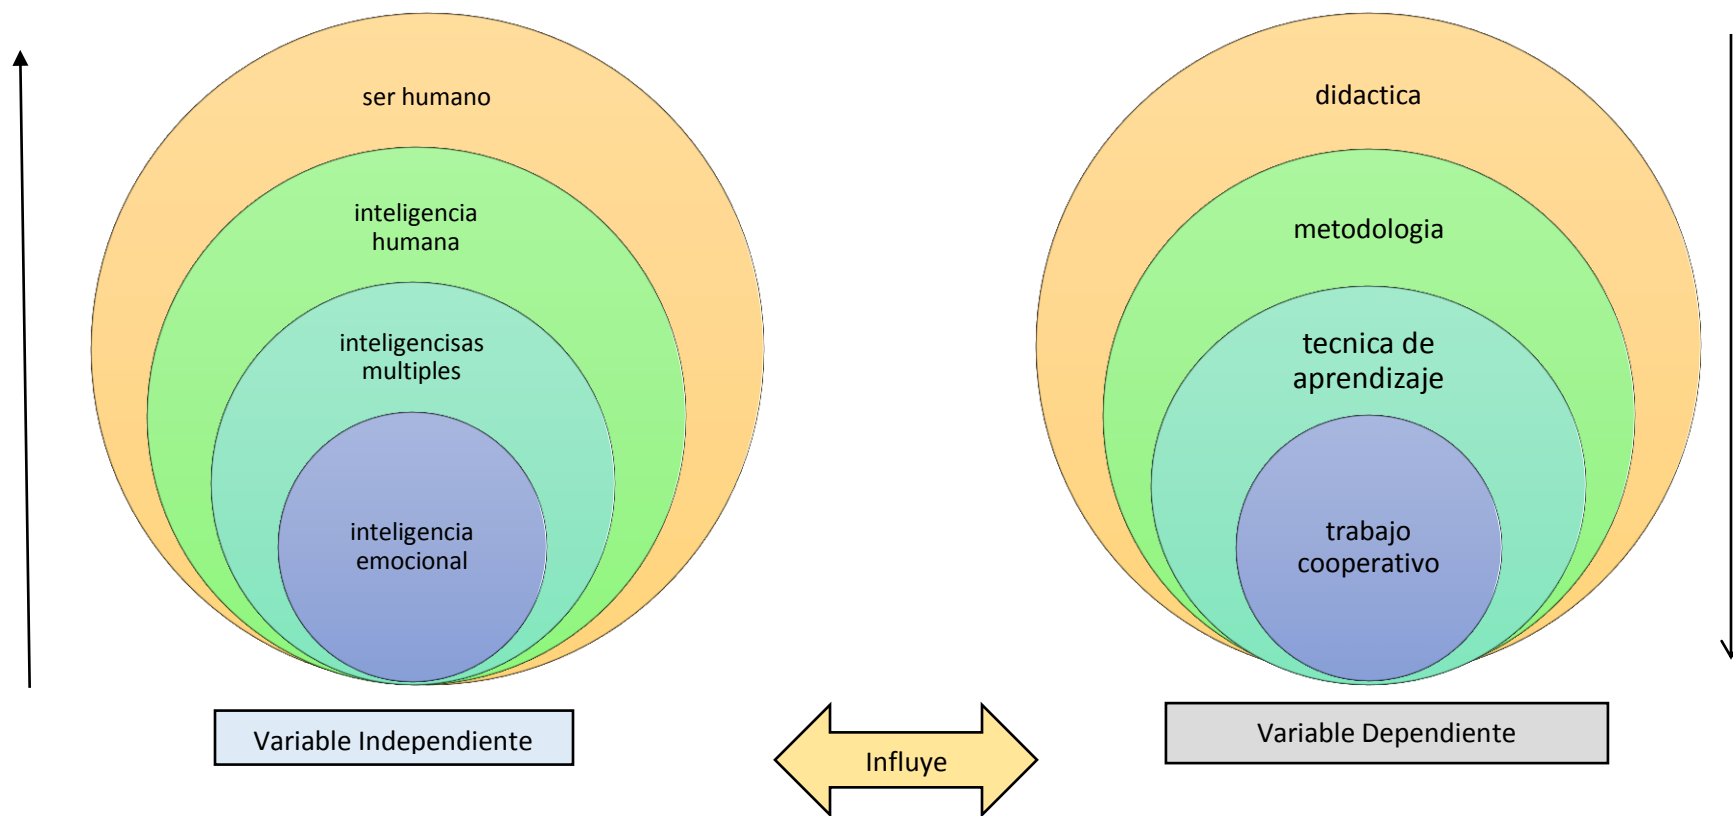 ser humano
inteligencia
humana
inteligencisas
multiples
inteligencia
emocional
Variable Independiente
Influye
didactica
metodologia
tecnica de
aprendizaje
trabajo
cooperativo
Variable Dependiente